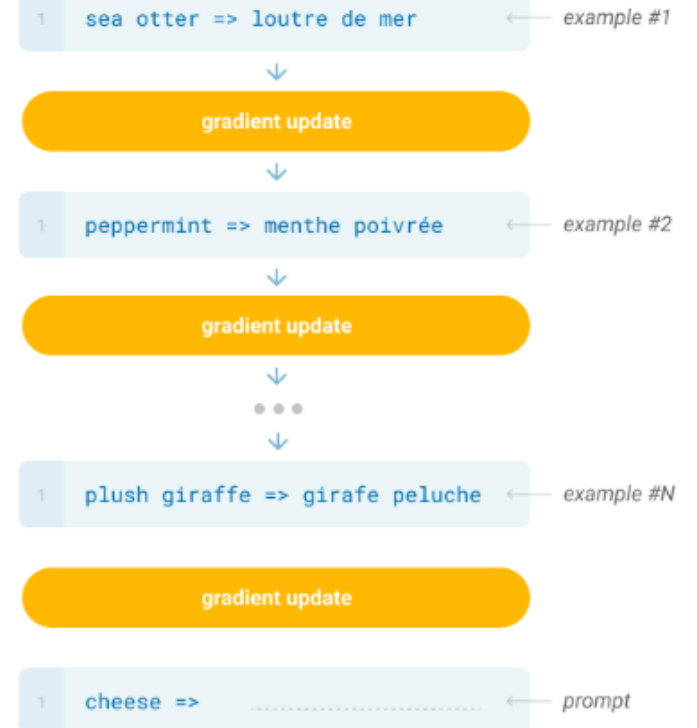 1 sea otter => loutre de mer example #1
gradient update
1 peppermint => menthe poivrée example #2
gradient update
1 plush giraffe => girafe peluche example #N
gradient update
1 cheese => prompt